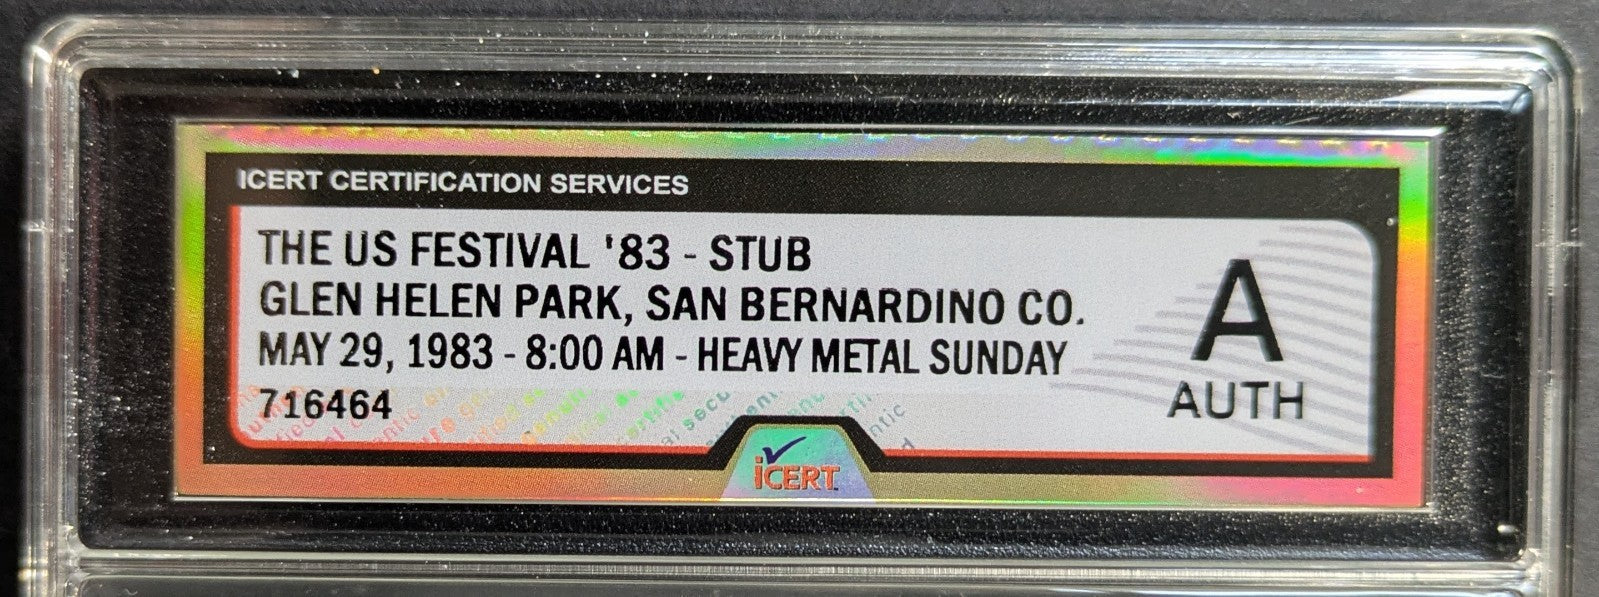 ICERT CERTIFICATION SERVICES
THE US FESTIVAL '83 - STUB
GLEN HELEN PARK, SAN BERNARDINO CO.
MAY 29, 1983 - 8:00 AM - HEAVY METAL SUNDAY
716464
A
AUTH
iCERT